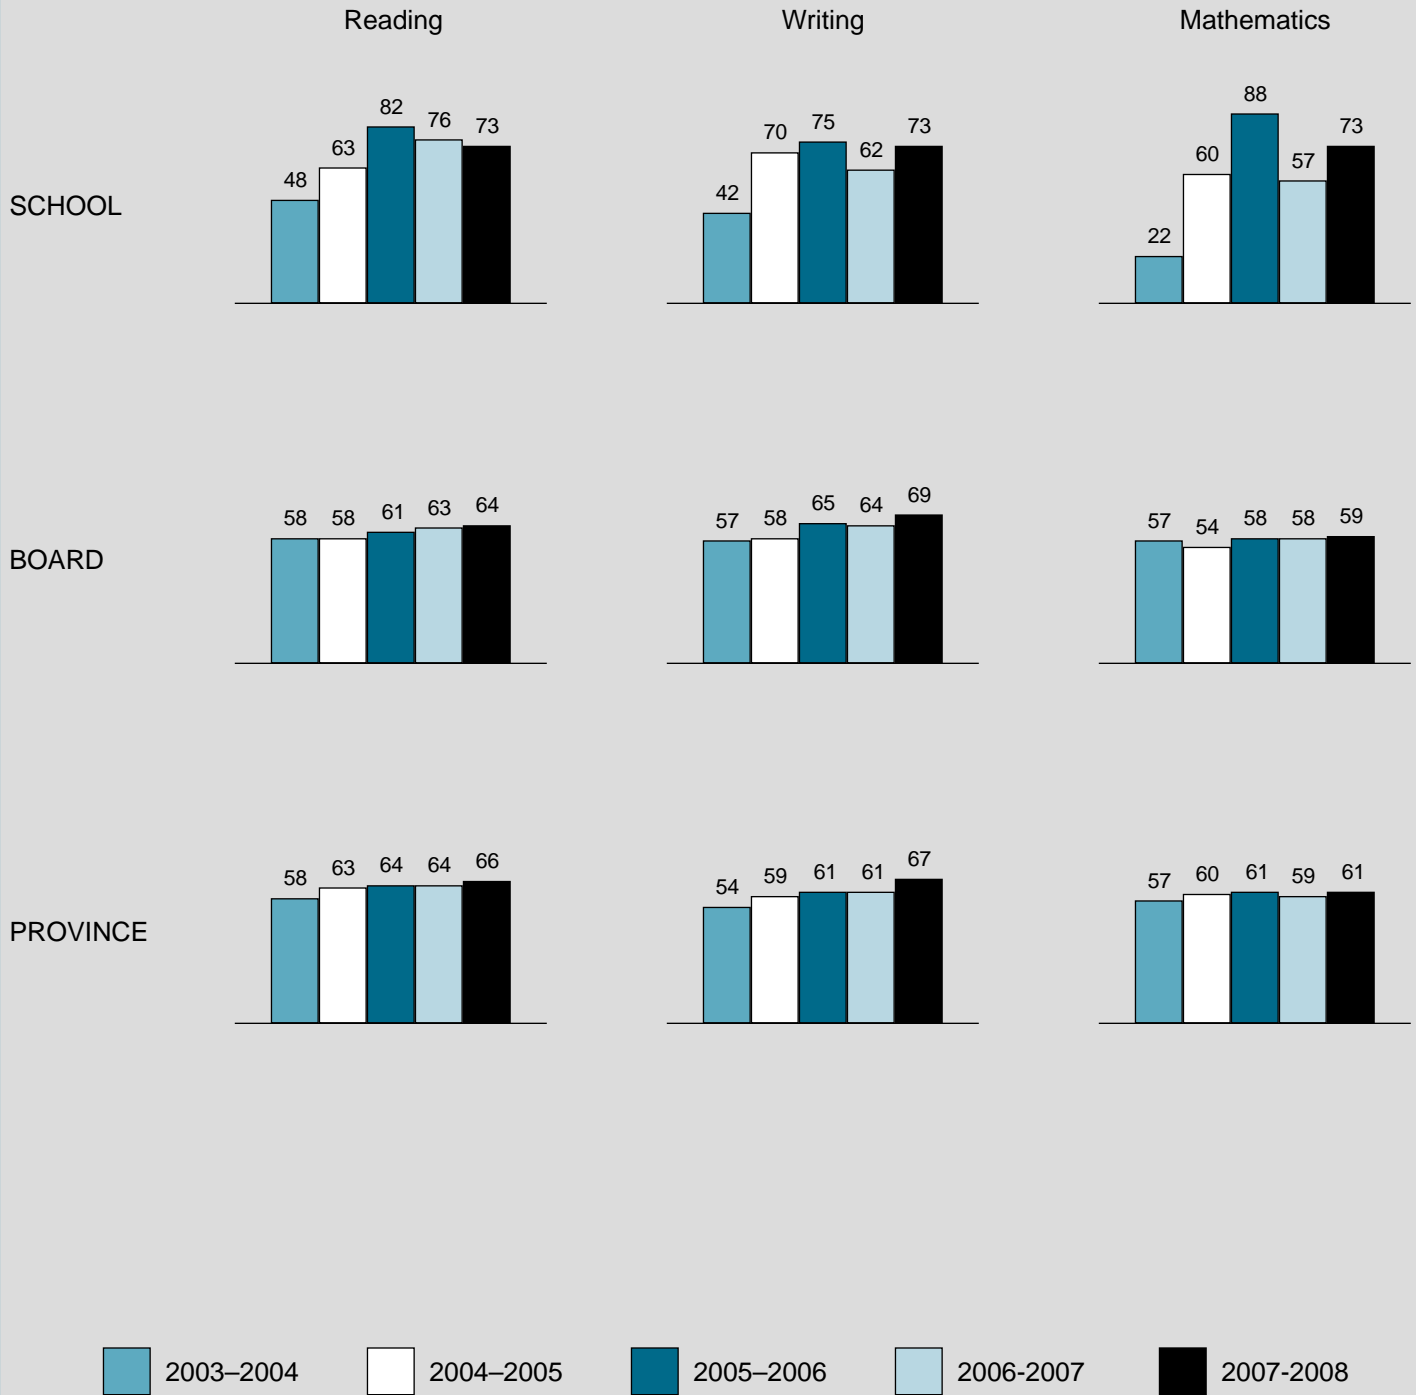 Reading Writing Mathematics
SCHOOL
48 63 82 76 73
42 70 75 62 73
22 60 88 57 73
BOARD
58 58 61 63 64
57 58 65 64 69
57 54 58 58 59
PROVINCE
58 63 64 64 66
54 59 61 61 67
57 60 61 59 61
2003–2004 2004–2005 2005–2006 2006-2007 2007-2008